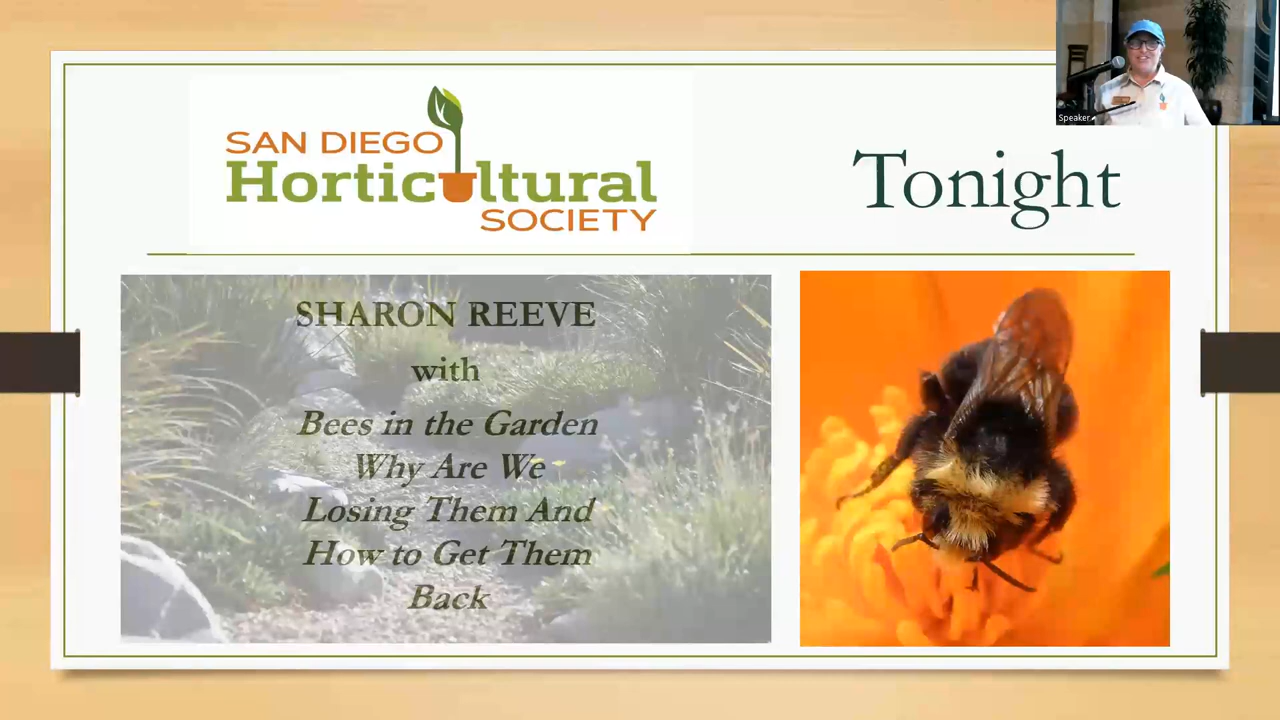 SAN DIEGO
Horticultural
SOCIETY
Tonight
SHARON REEVE
with
Bees in the Garden
Why Are We
Losing Them And
How to Get Them
Back
Speaker